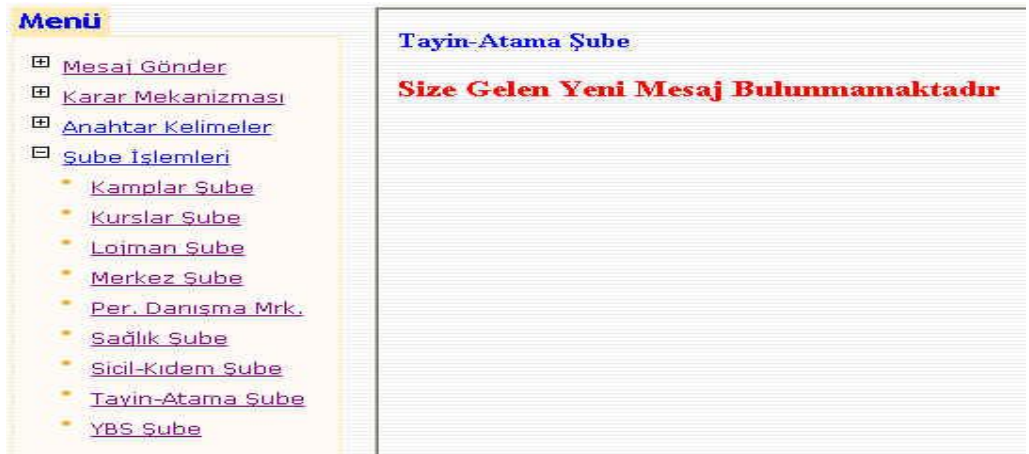 Menü
Mesaj Gönder
Karar Mekanizması
Anahtar Kelimeler
Şube İşlemleri
Kamplar Şube
Kurslar Şube
Lojman Şube
Merkez Şube
Per. Danışma Mrk.
Sağlık Şube
Sicil-Kıdem Şube
Tayin-Atama Şube
YBS Şube
Tayin-Atama Şube
Size Gelen Yeni Mesaj Bulunmamaktadır